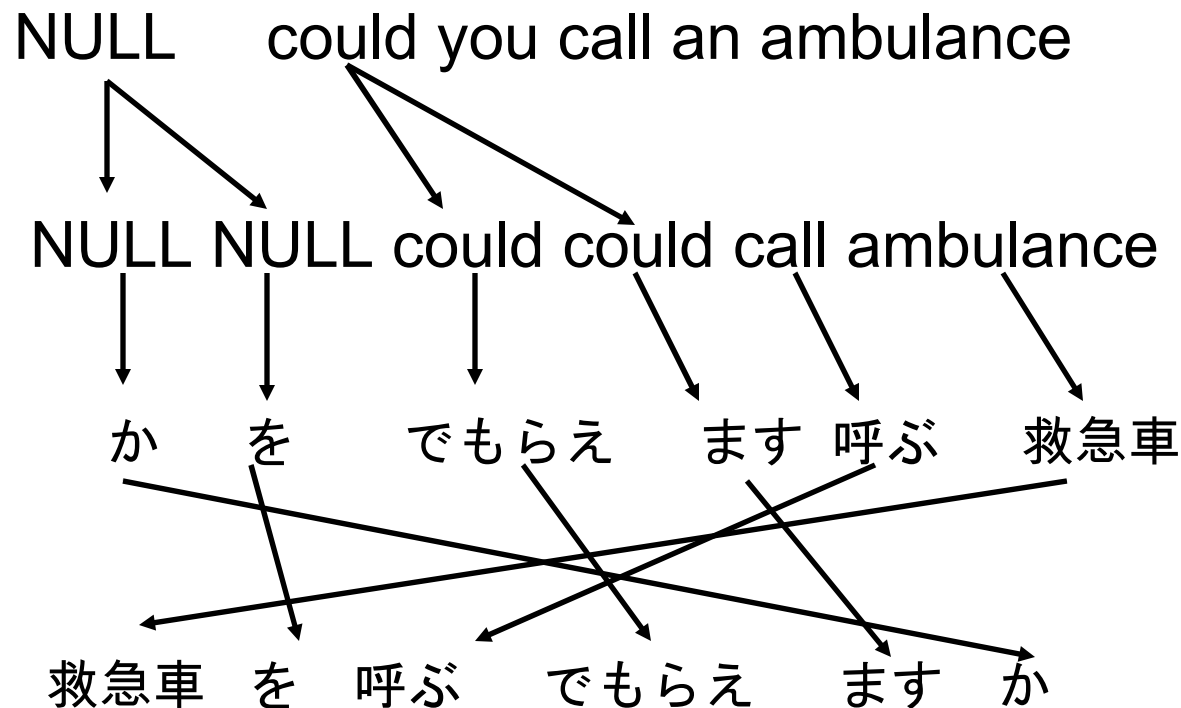 NULL could you call an ambulance
NULL NULL could could call ambulance
か を でもらえ ます 呼ぶ 救急車
救急車 を 呼ぶ でもらえ ます か